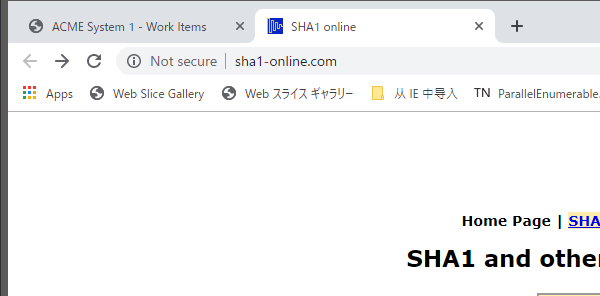 ACME System 1 - Work Items
SHA1 online
Not secure | sha1-online.com
Apps Web Slice Gallery Web スライス ギャラリー 从 IE 中导入 TN ParallelEnumerable.
Home Page | SHA
SHA1 and other